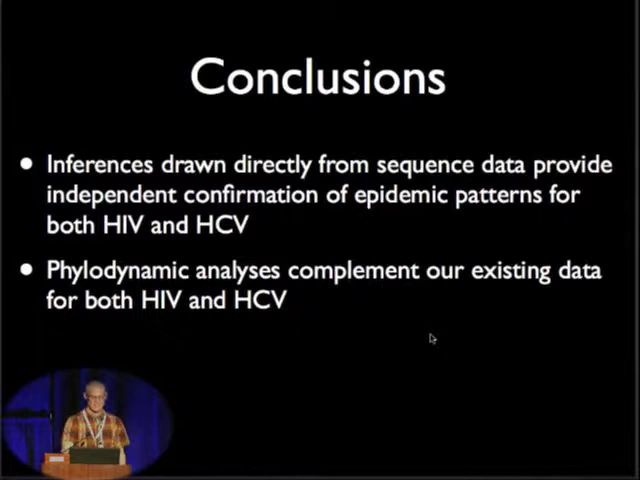 Conclusions
• Inferences drawn directly from sequence data provide
independent confirmation of epidemic patterns for
both HIV and HCV
• Phylodynamic analyses complement our existing data
for both HIV and HCV